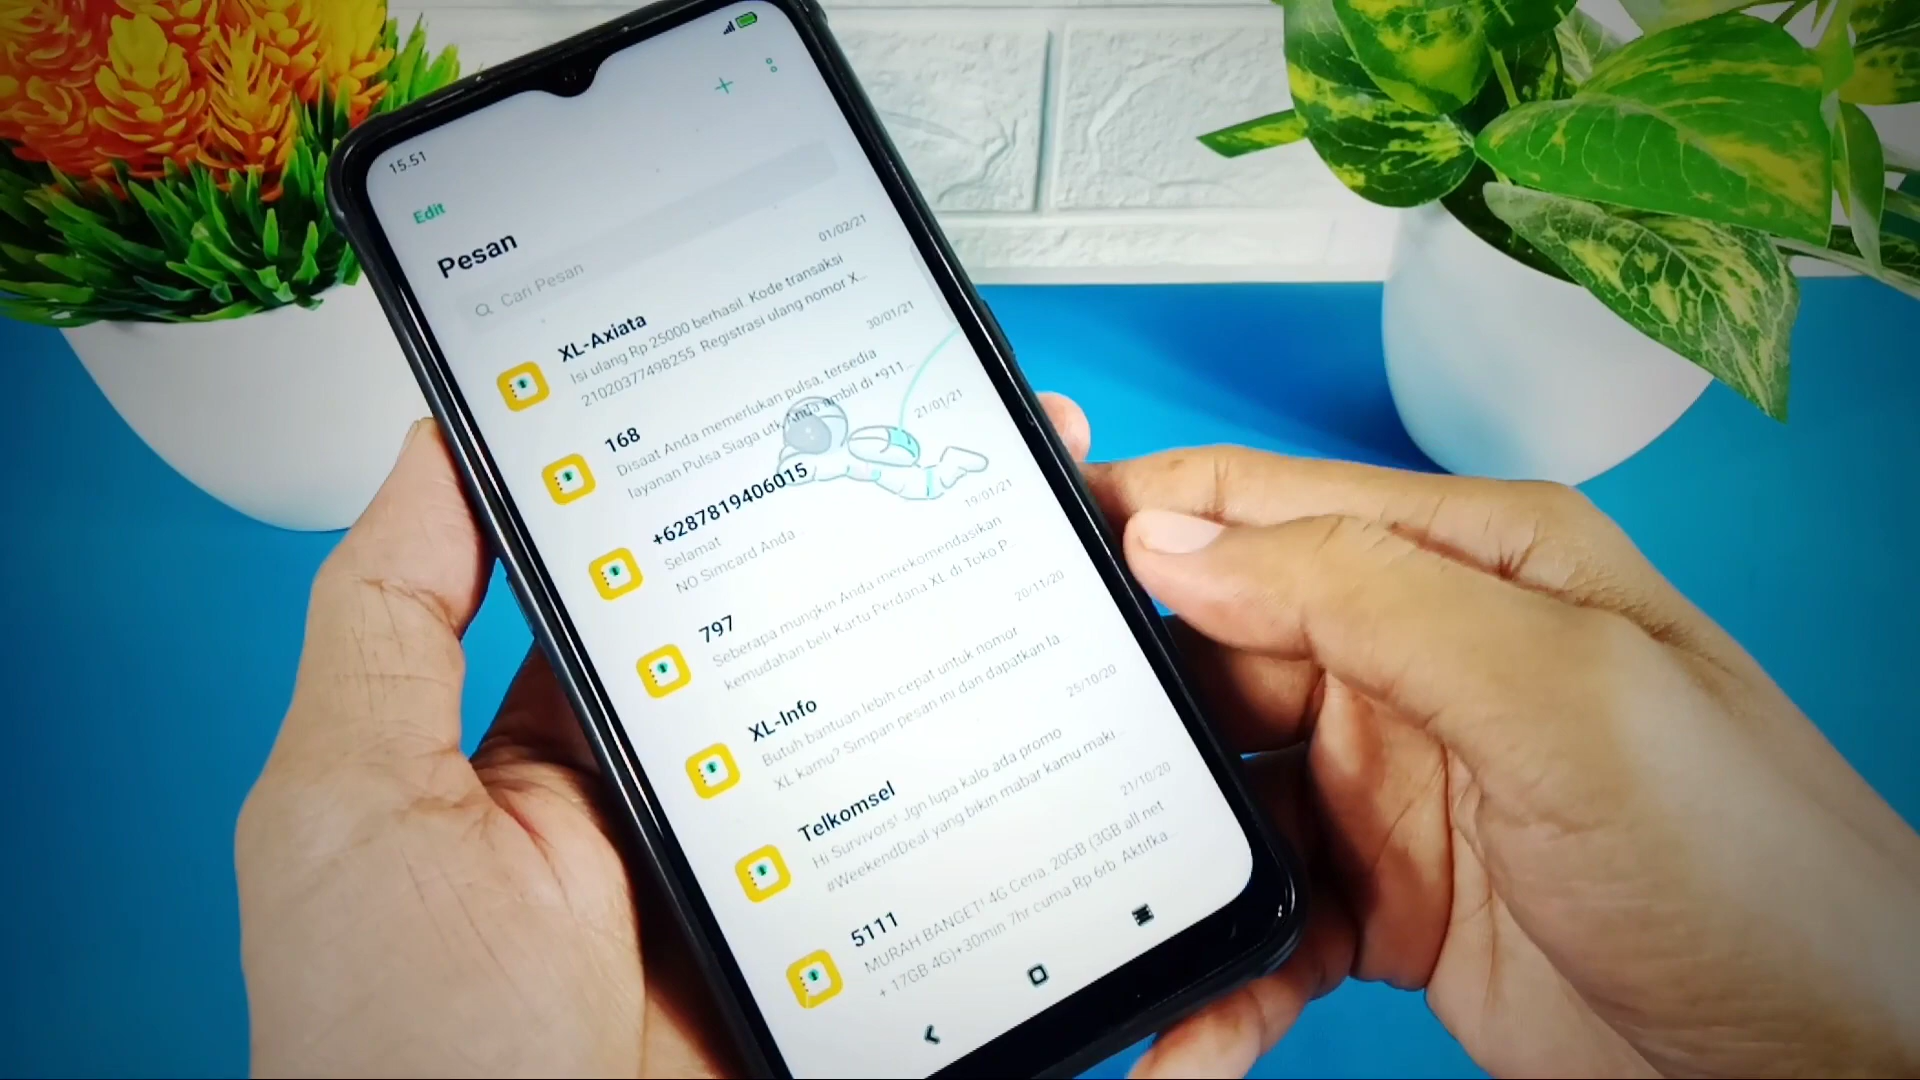 15.51
Edit
Pesan
Cari Pesan
XL-Axiata
01/02/21
Isi ulang Rp 25000 berhasil. Kode transaksi
21020377498255. Registrasi ulang nomor X...
168
30/01/21
Disaat Anda memerlukan pulsa, tersedia
layanan Pulsa Siaga utk Anda ambil di *911...
+6287819406015
21/01/21
Selamat
NO Simcard Anda...
797
19/01/21
Seberapa mungkin Anda merekomendasikan
kemudahan beli Kartu Perdana XL di Toko P...
XL-Info
20/11/20
Butuh bantuan lebih cepat untuk nomor
XL kamu? Simpan pesan ini dan dapatkan la
Telkomsel
25/10/20
Hi Survivors! Jgn lupa kalo ada promo
#WeekendDeal yang bikin mabar kamu maki...
5111
21/10/20
MURAH BANGET! 4G Ceria, 20GB (3GB all net
+ 17GB 4G)+30min 7hr cuma Rp 6rb. Aktifka...